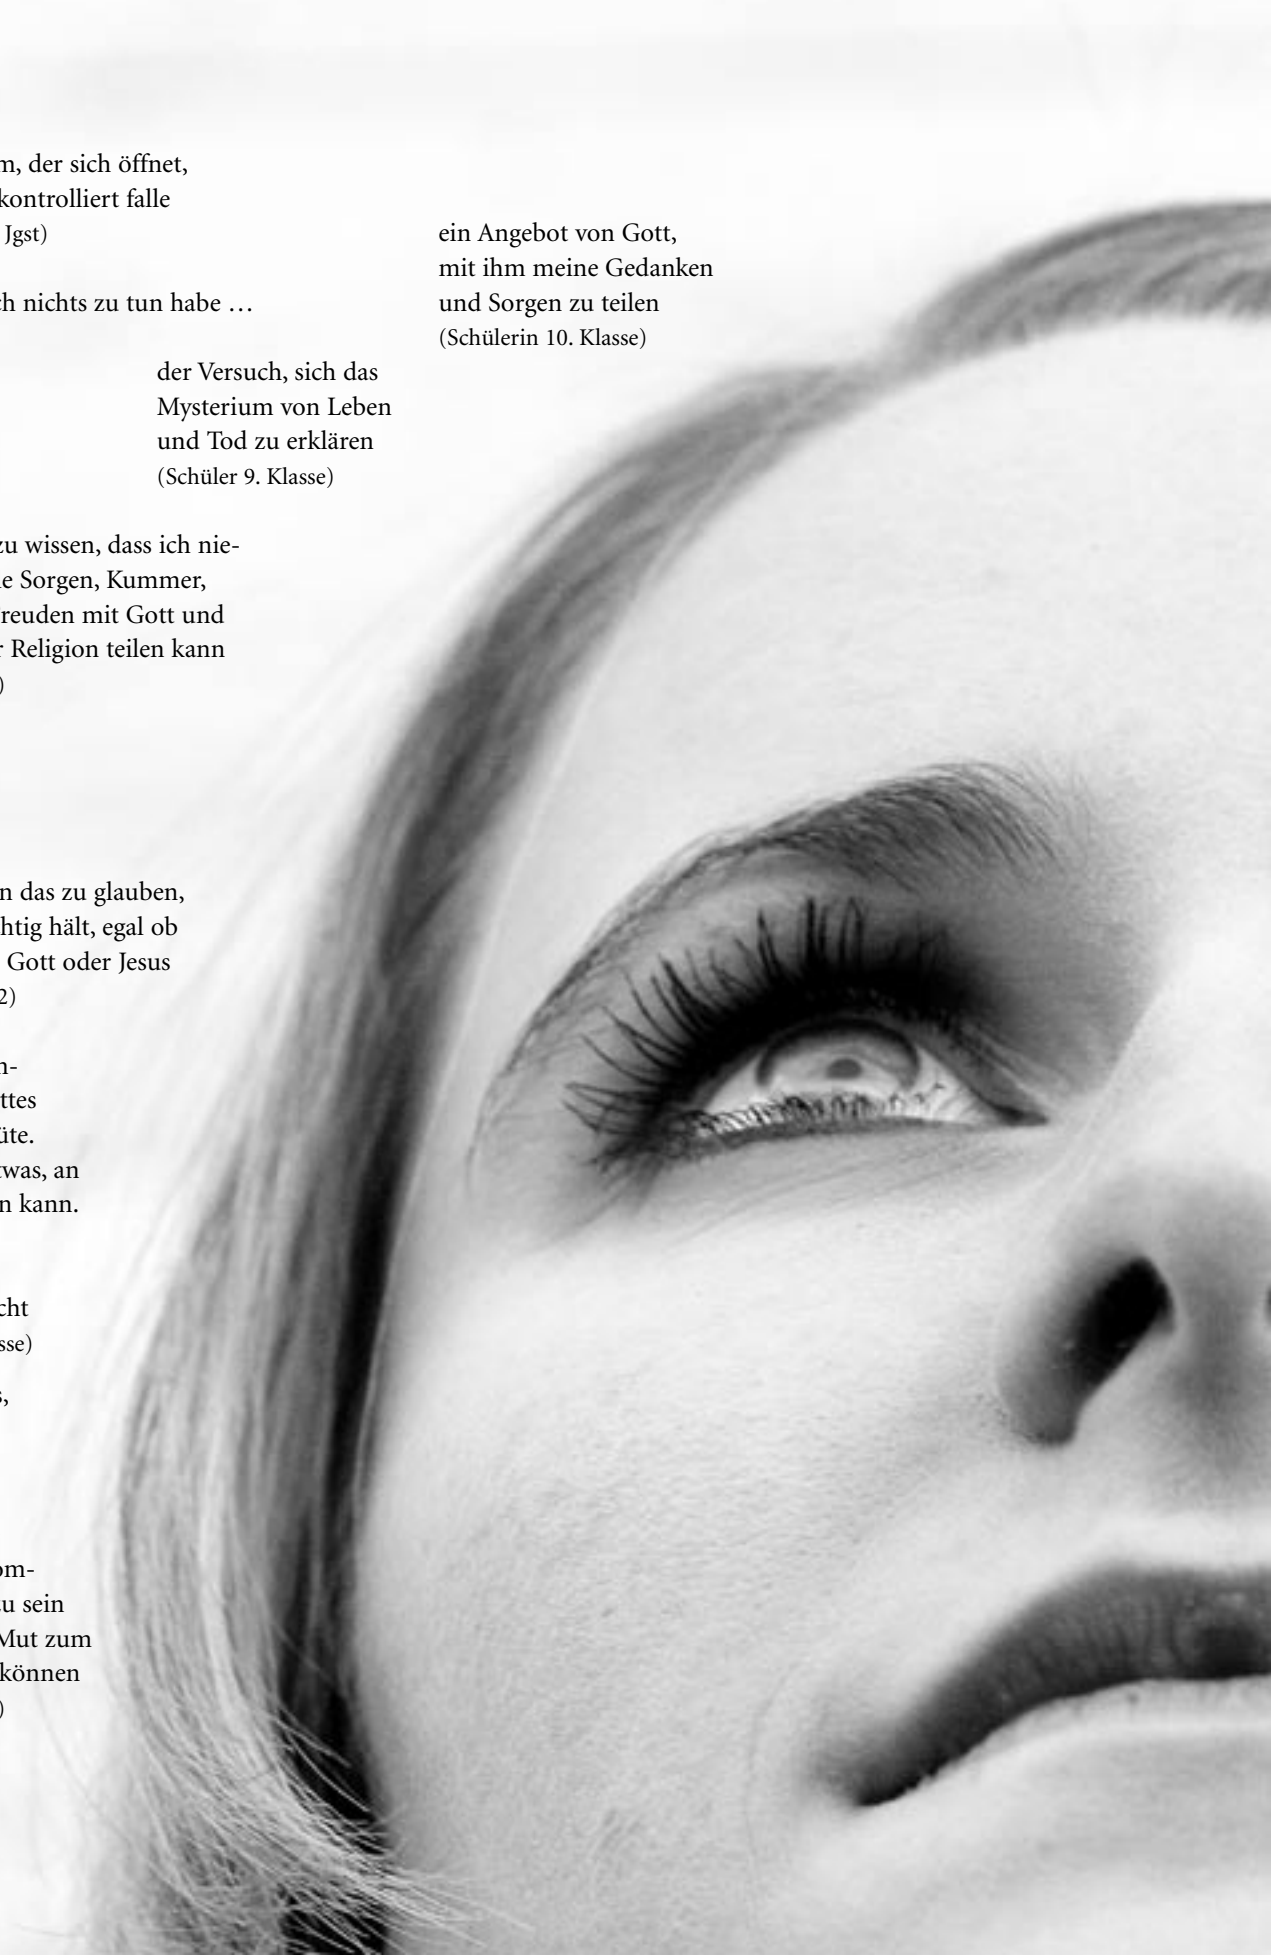 m, der sich öffnet,
kontrolliert falle
Jgst)
ch nichts zu tun habe …
ein Angebot von Gott,
mit ihm meine Gedanken
und Sorgen zu teilen
(Schülerin 10. Klasse)
der Versuch, sich das
Mysterium von Leben
und Tod zu erklären
(Schüler 9. Klasse)
zu wissen, dass ich nie-
e Sorgen, Kummer,
reuden mit Gott und
r Religion teilen kann
)
n das zu glauben,
htig hält, egal ob
Gott oder Jesus
2)
n-
ttes
üte.
twas, an
n kann.
cht
sse)
s,
om-
zu sein
Mut zum
können
)